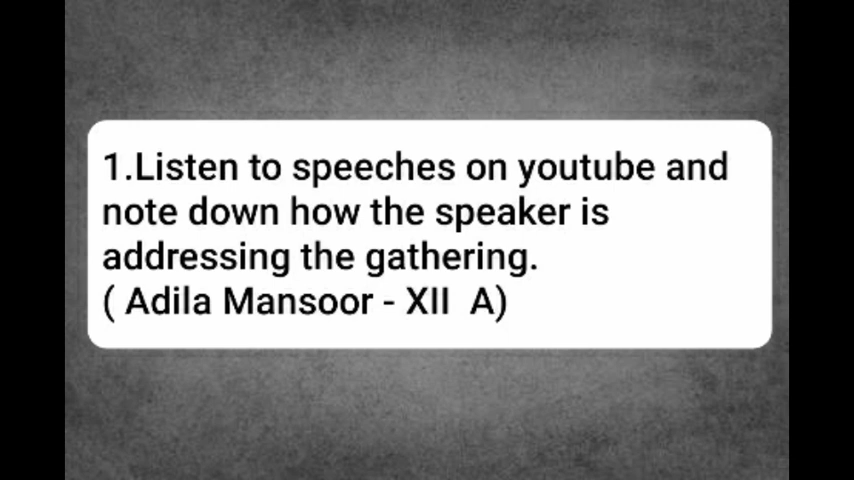 1.Listen to speeches on youtube and
note down how the speaker is
addressing the gathering.
( Adila Mansoor - XII  A)